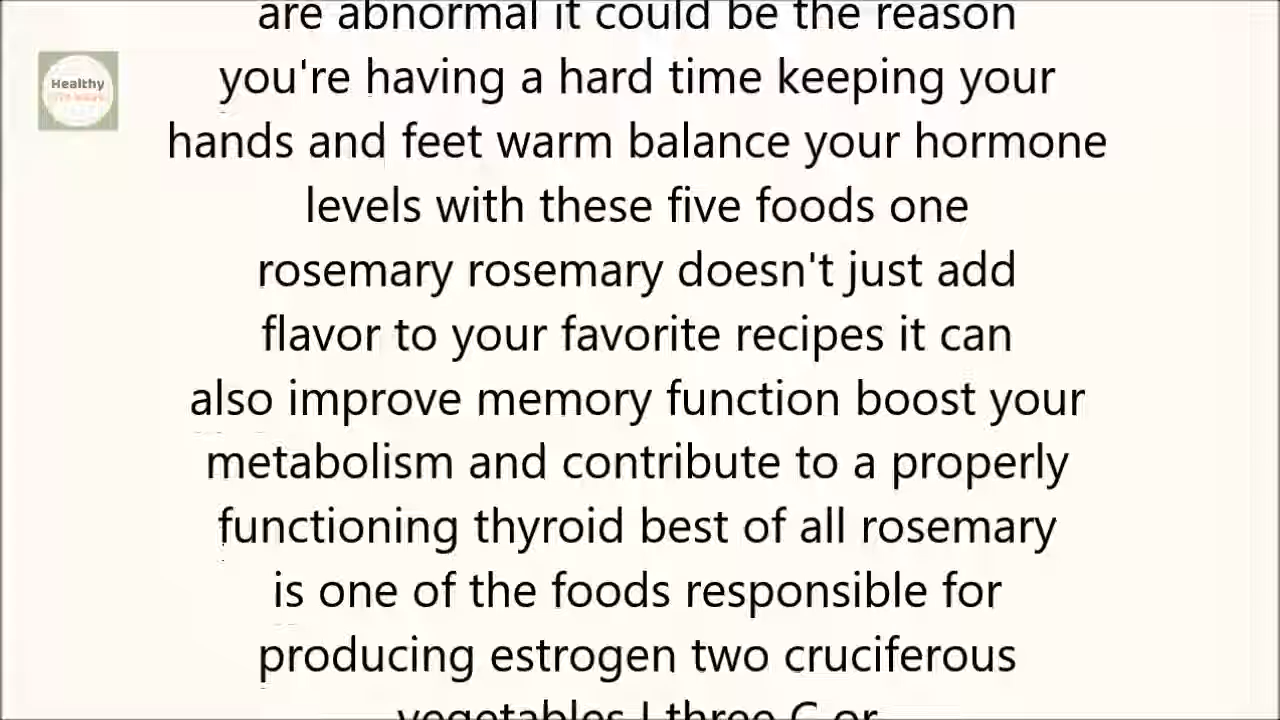 are abnormal it could be the reason
Healthy
you're having a hard time keeping your
hands and feet warm balance your hormone
levels with these five foods one
rosemary rosemary doesn't just add
flavor to your favorite recipes it can
also improve memory function boost your
metabolism and contribute to a properly
functioning thyroid best of all rosemary
is one of the foods responsible for
producing estrogen two cruciferous
vegetables I three C or